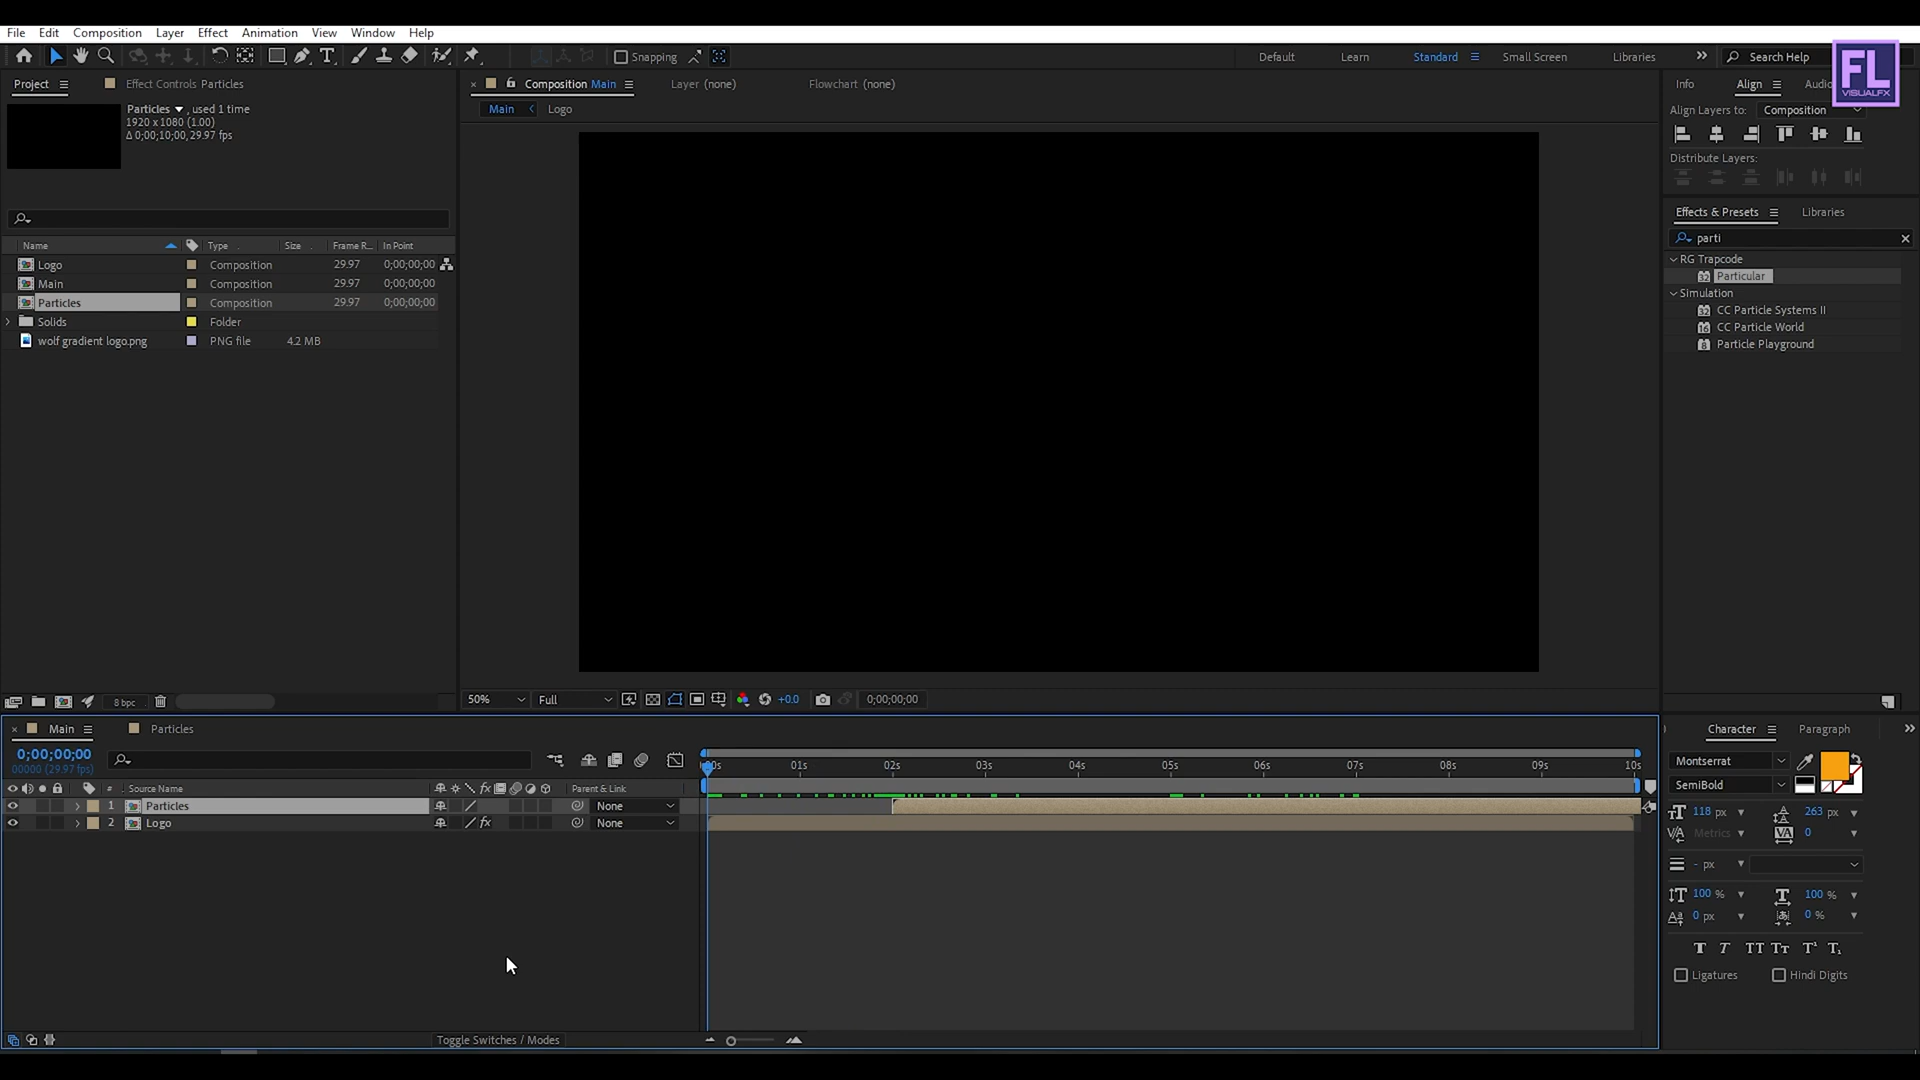 File Edit Composition Layer Effect Animation View Window Help
Snapping
Default Learn Standard Small Screen Libraries Search Help
FL
VISUALFX
Project Effect Controls Particles
Particles , used 1 time
1920 x 1080 (1.00)
Δ 0;00;10;00, 29.97 fps
Name Type Size Frame R... In Point
Logo Composition 29.97 0;00;00;00
Main Composition 29.97 0;00;00;00
Particles Composition 29.97 0;00;00;00
Solids Folder
wolf gradient logo.png PNG file 4.2 MB
8 bpc
Composition Main Layer (none) Flowchart (none)
Main Logo
50% Full +0.0 0;00;00;00
Info Align Audio
Align Layers to: Composition
Distribute Layers:
Effects & Presets Libraries
parti
RG Trapcode
Particular
Simulation
CC Particle Systems II
CC Particle World
Particle Playground
Main Particles
0;00;00;00
00000 (29.97 fps)
# Source Name Parent & Link
1 Particles None
2 Logo fx None
01s 02s 03s 04s 05s 06s 07s 08s 09s 10s
Toggle Switches / Modes
Character Paragraph
Montserrat
SemiBold
118 px 263 px
Metrics 0
- px
100 % 100 %
0 px 0 %
T T TT Tт T¹ T₁
Ligatures Hindi Digits